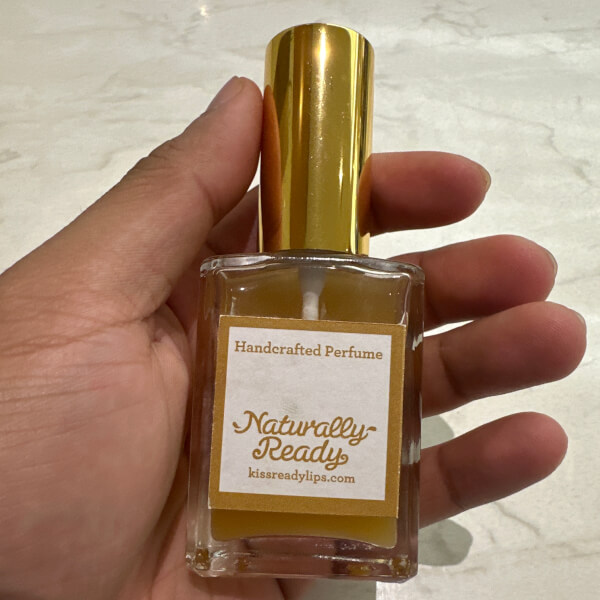 Handcrafted Perfume
Naturally
Ready
kissreadylips.com